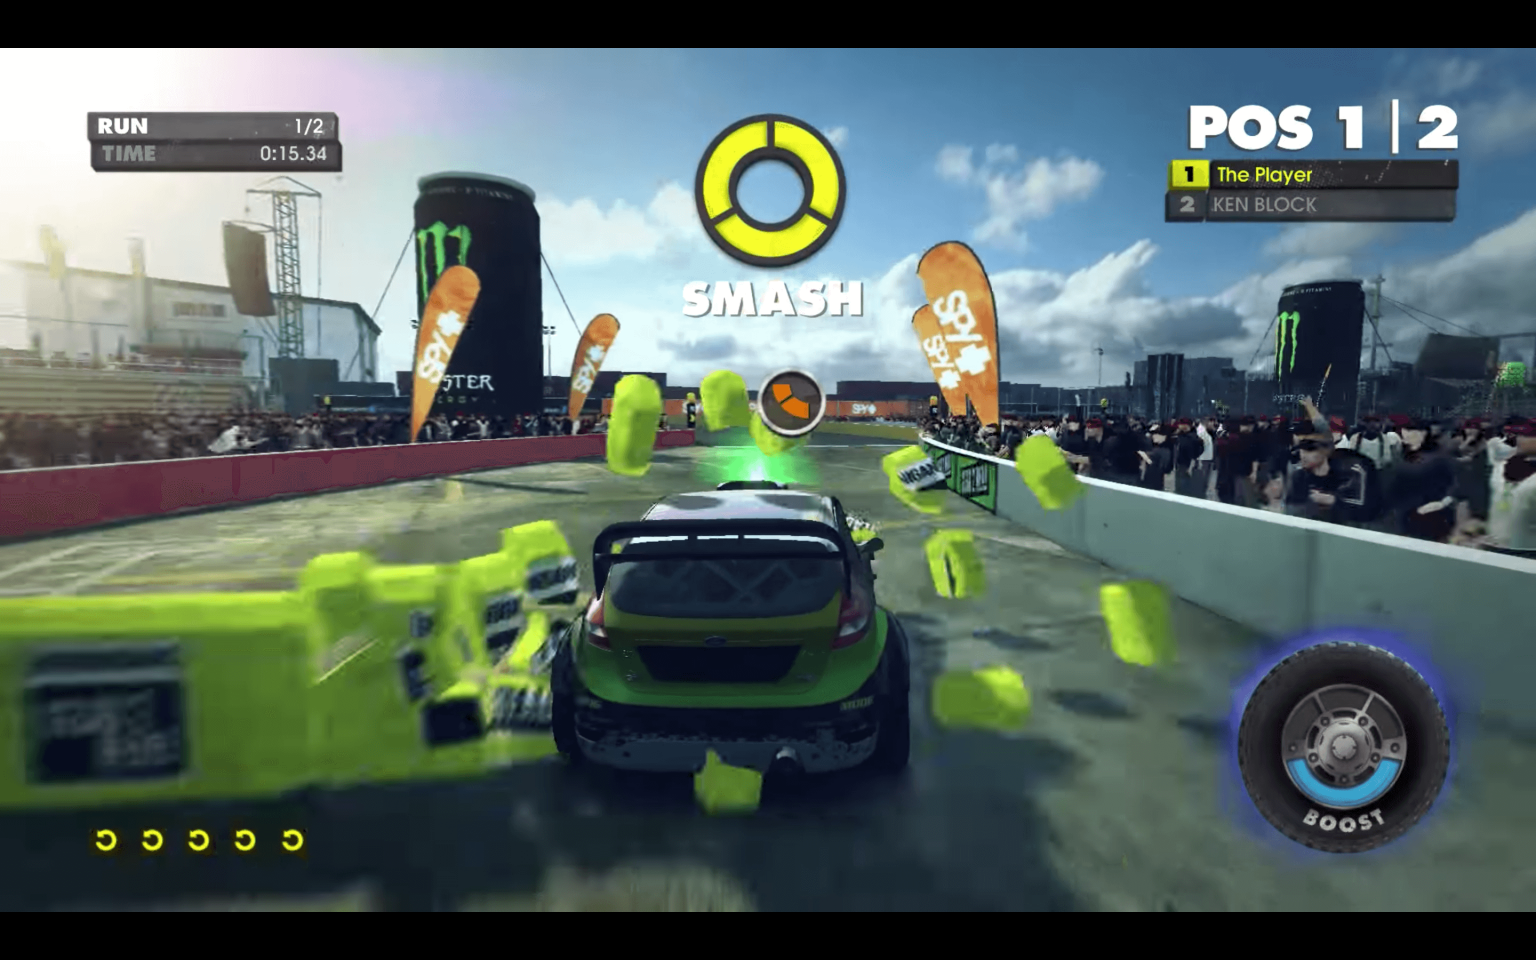 RUN 1/2
TIME 0:15.34
POS 1 | 2
1 The Player
2 KEN BLOCK
SMASH
SPY
SPY
SPY
SPY
SPY
BOOST